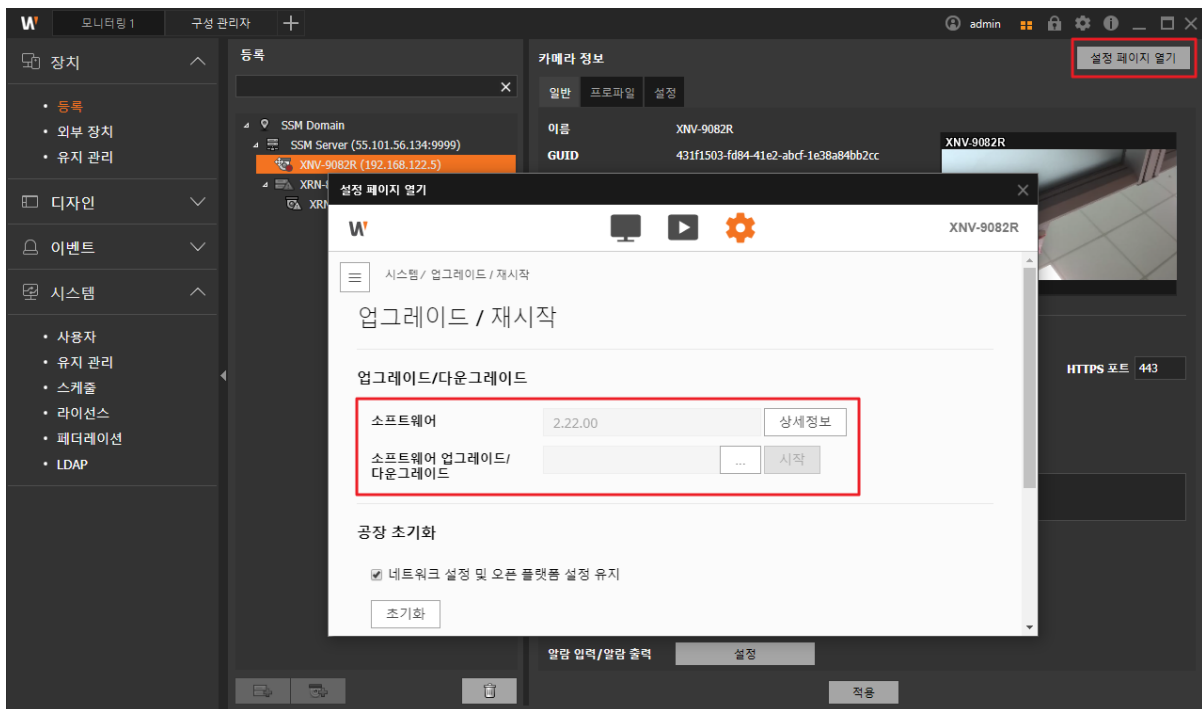 모니터링 1
구성 관리자
admin
장치
등록
외부 장치
유지 관리
디자인
이벤트
시스템
사용자
유지 관리
스케줄
라이선스
페더레이션
LDAP
등록
SSM Domain
SSM Server (55.101.56.134:9999)
XNV-9082R (192.168.122.5)
카메라 정보
설정 페이지 열기
일반 프로파일 설정
이름 XNV-9082R
GUID 431f1503-fd84-41e2-abcf-1e38a84bb2cc
XNV-9082R
HTTPS 포트 443
설정 페이지 열기
XNV-9082R
시스템 / 업그레이드 / 재시작
업그레이드 / 재시작
업그레이드/다운그레이드
소프트웨어 2.22.00 상세정보
소프트웨어 업그레이드/
다운그레이드 ... 시작
공장 초기화
네트워크 설정 및 오픈 플랫폼 설정 유지
초기화
알람 입력/알람 출력 설정
적용